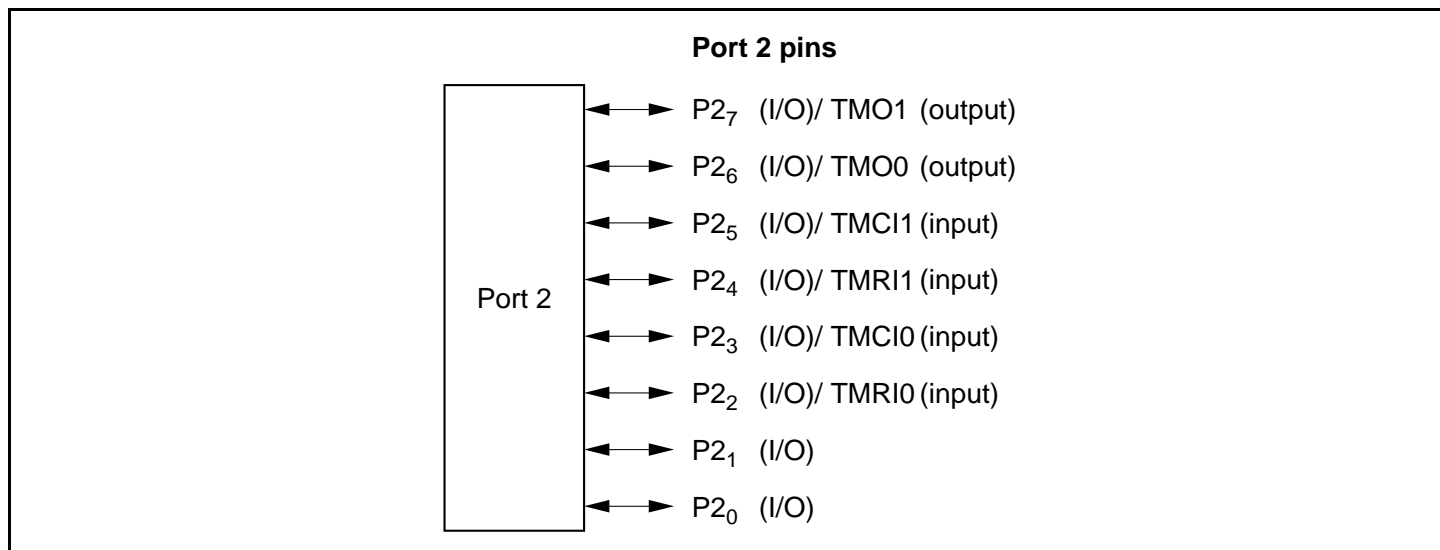 Port 2 pins
P2₇ (I/O)/ TMO1 (output)
P2₆ (I/O)/ TMO0 (output)
P2₅ (I/O)/ TMCI1 (input)
P2₄ (I/O)/ TMRI1 (input)
Port 2
P2₃ (I/O)/ TMCI0 (input)
P2₂ (I/O)/ TMRI0 (input)
P2₁ (I/O)
P2₀ (I/O)